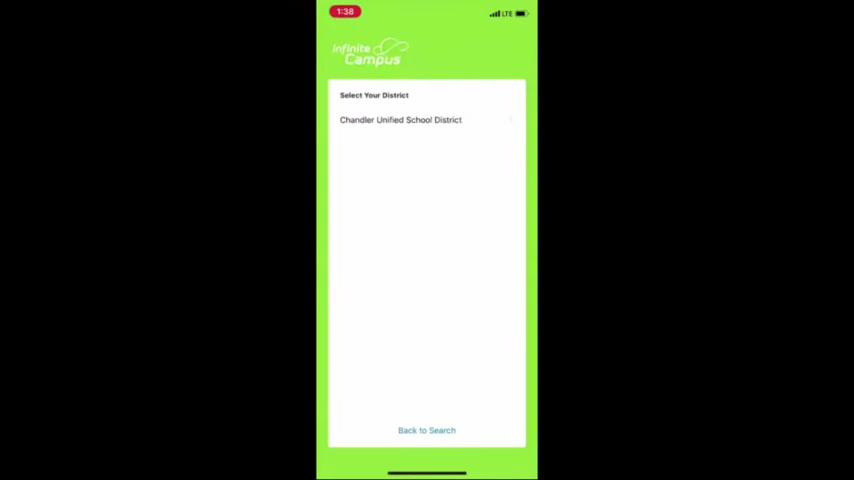 1:38
LTE
Infinite
Campus
Select Your District
Chandler Unified School District
Back to Search